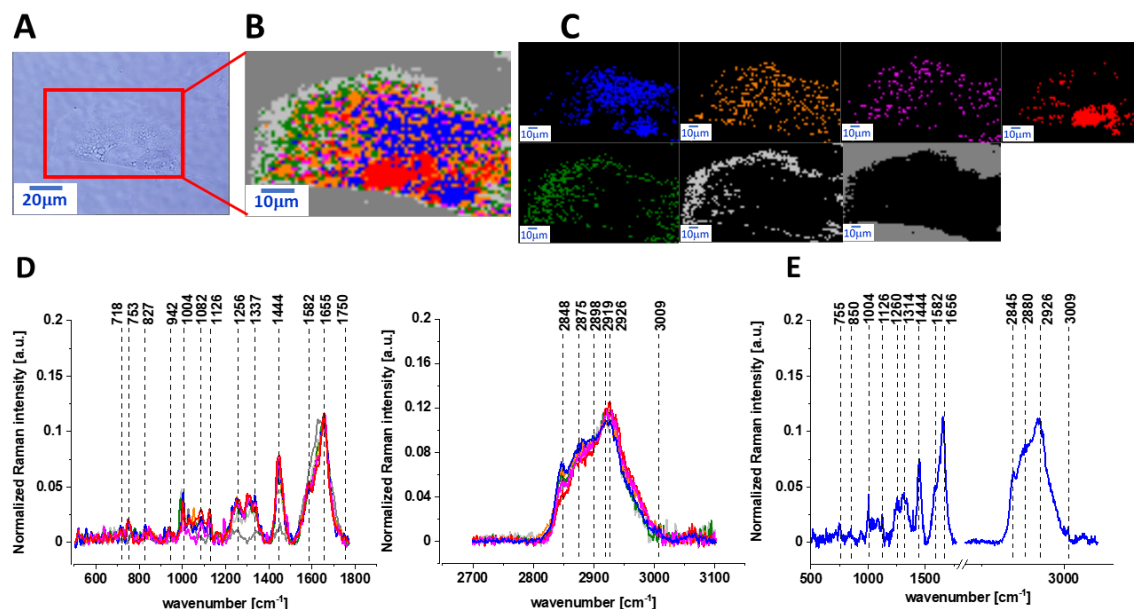 A
B
C
20μm
10μm
10μm
10μm
10μm
10μm
10μm
10μm
10μm
D
E
718
753
827
942
1004
1082
1126
1256
1337
1444
1582
1655
1750
2848
2875
2898
2919
2926
3009
755
850
1004
1126
1260
1314
1444
1582
1656
2845
2880
2926
3009
Normalized Raman intensity [a.u.]
0.2
0.15
0.1
0.05
0
600 800 1000 1200 1400 1600 1800
wavenumber [cm⁻¹]
Normalized Raman intensity [a.u.]
0.2
0.16
0.12
0.08
0.04
0
2700 2800 2900 3000 3100
wavenumber [cm⁻¹]
Normalized Raman intensity [a.u.]
0.2
0.15
0.1
0.05
0
500 1000 1500 3000
wavenumber [cm⁻¹]